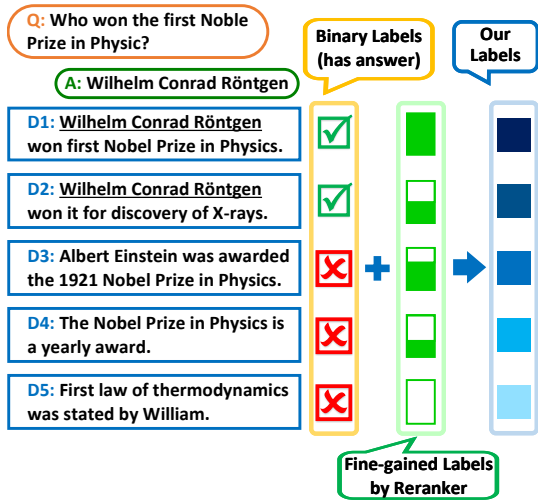 Q: Who won the first Noble
Prize in Physic?
A: Wilhelm Conrad Röntgen
Binary Labels
(has answer)
Our
Labels
D1: Wilhelm Conrad Röntgen
won first Nobel Prize in Physics.
D2: Wilhelm Conrad Röntgen
won it for discovery of X-rays.
D3: Albert Einstein was awarded
the 1921 Nobel Prize in Physics.
D4: The Nobel Prize in Physics is
a yearly award.
D5: First law of thermodynamics
was stated by William.
Fine-gained Labels
by Reranker